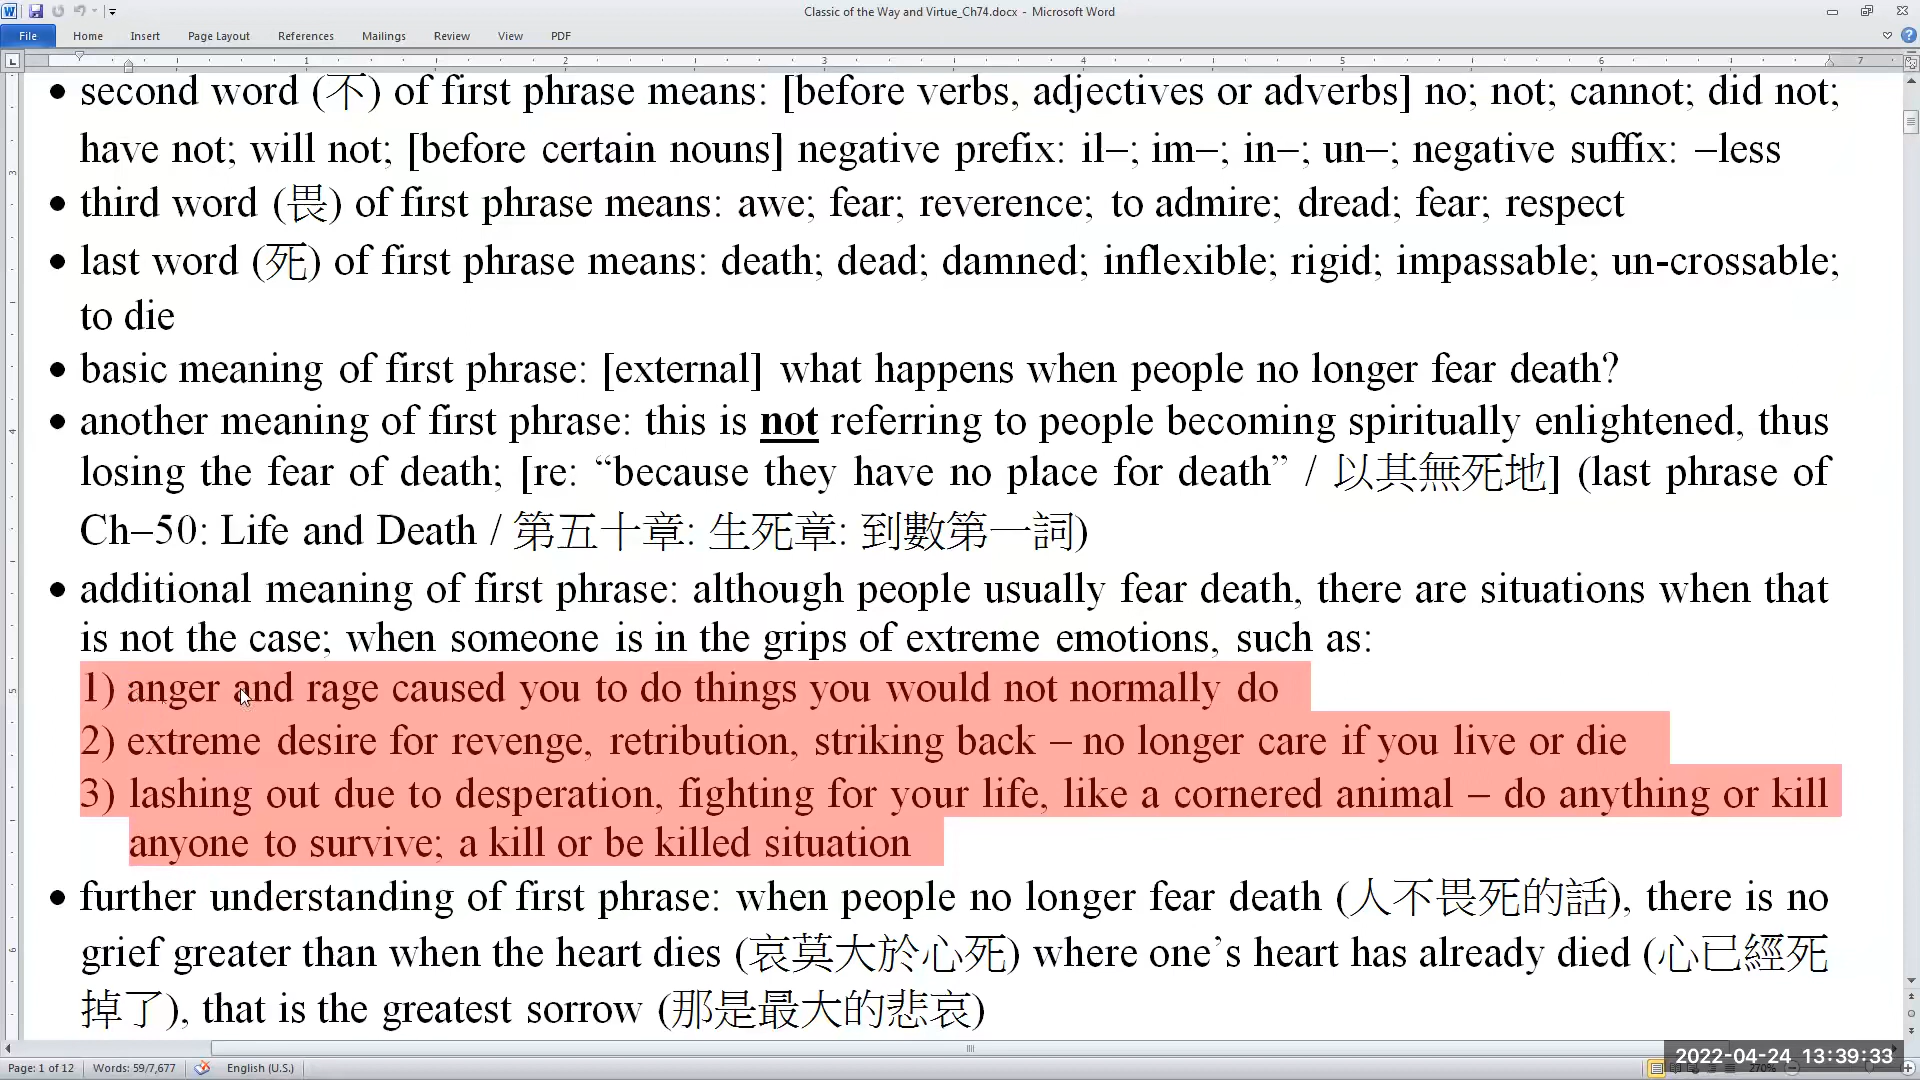 Classic of the Way and Virtue_Ch74.docx - Microsoft Word
File Home Insert Page Layout References Mailings Review View PDF
1 2 3 4 5 6 7
• second word (不) of first phrase means: [before verbs, adjectives or adverbs] no; not; cannot; did not;
have not; will not; [before certain nouns] negative prefix: il–; im–; in–; un–; negative suffix: –less
• third word (畏) of first phrase means: awe; fear; reverence; to admire; dread; fear; respect
• last word (死) of first phrase means: death; dead; damned; inflexible; rigid; impassable; un-crossable;
to die
• basic meaning of first phrase: [external] what happens when people no longer fear death?
• another meaning of first phrase: this is not referring to people becoming spiritually enlightened, thus
losing the fear of death; [re: “because they have no place for death” / 以其無死地] (last phrase of
Ch–50: Life and Death / 第五十章: 生死章: 到數第一詞)
• additional meaning of first phrase: although people usually fear death, there are situations when that
is not the case; when someone is in the grips of extreme emotions, such as:
1) anger and rage caused you to do things you would not normally do
2) extreme desire for revenge, retribution, striking back – no longer care if you live or die
3) lashing out due to desperation, fighting for your life, like a cornered animal – do anything or kill
anyone to survive; a kill or be killed situation
• further understanding of first phrase: when people no longer fear death (人不畏死的話), there is no
grief greater than when the heart dies (哀莫大於心死) where one’s heart has already died (心已經死
掉了), that is the greatest sorrow (那是最大的悲哀)
Page: 1 of 12 Words: 59/7,677 English (U.S.) 270%
2022-04-24 13:39:33